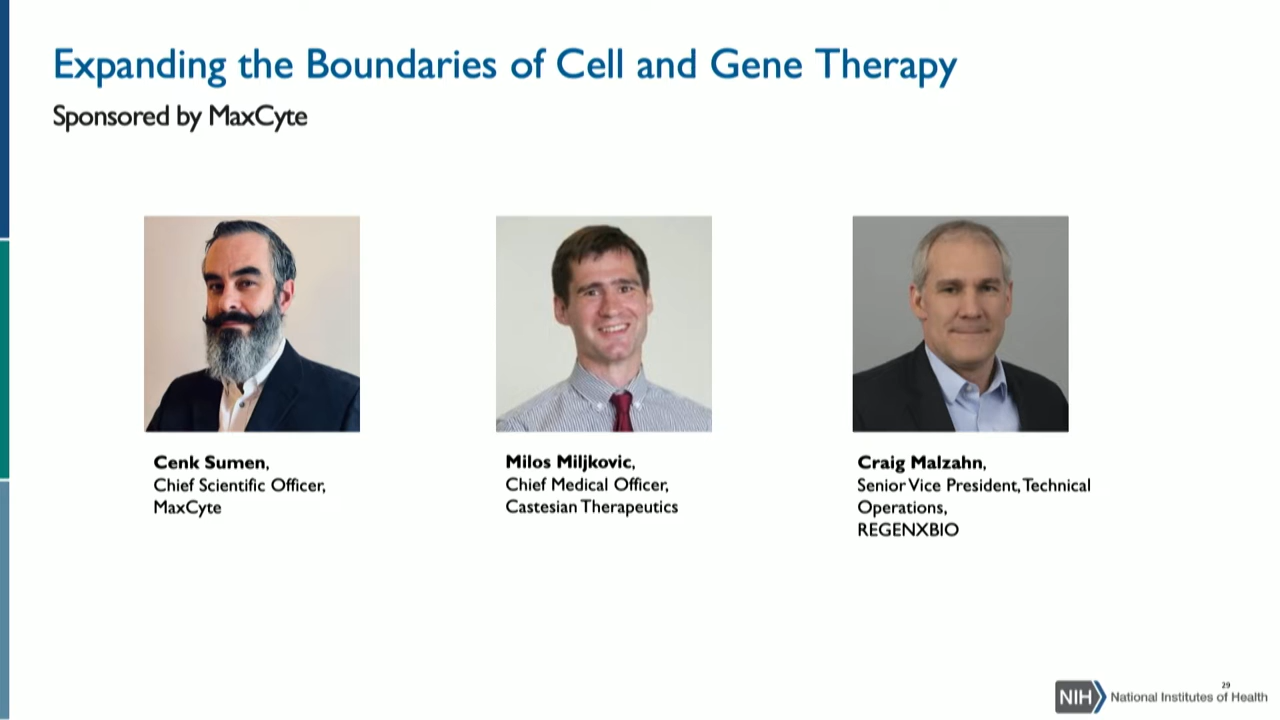 Expanding the Boundaries of Cell and Gene Therapy
Sponsored by MaxCyte
Cenk Sumen,
Chief Scientific Officer,
MaxCyte
Milos Miljkovic,
Chief Medical Officer,
Castesian Therapeutics
Craig Malzahn,
Senior Vice President, Technical
Operations,
REGENXBIO
29
NIH National Institutes of Health